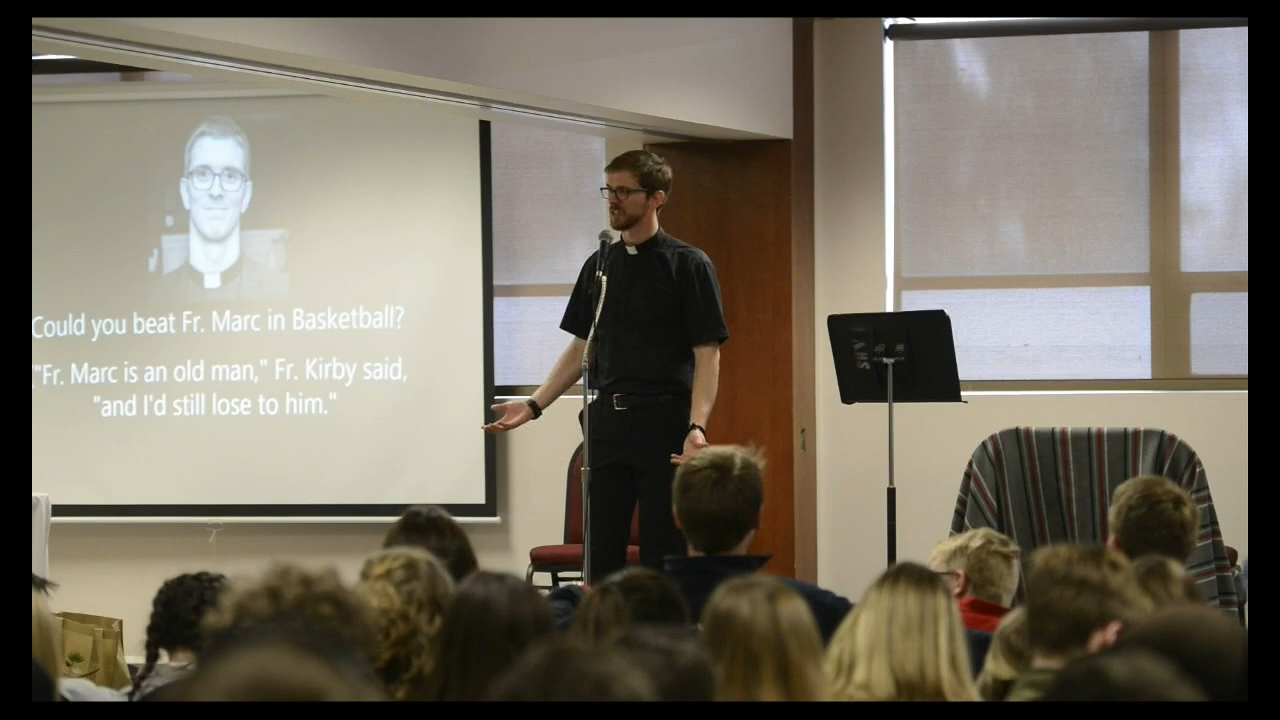 Could you beat Fr. Marc in Basketball?
"Fr. Marc is an old man," Fr. Kirby said,
"and I'd still lose to him."
SHVJ